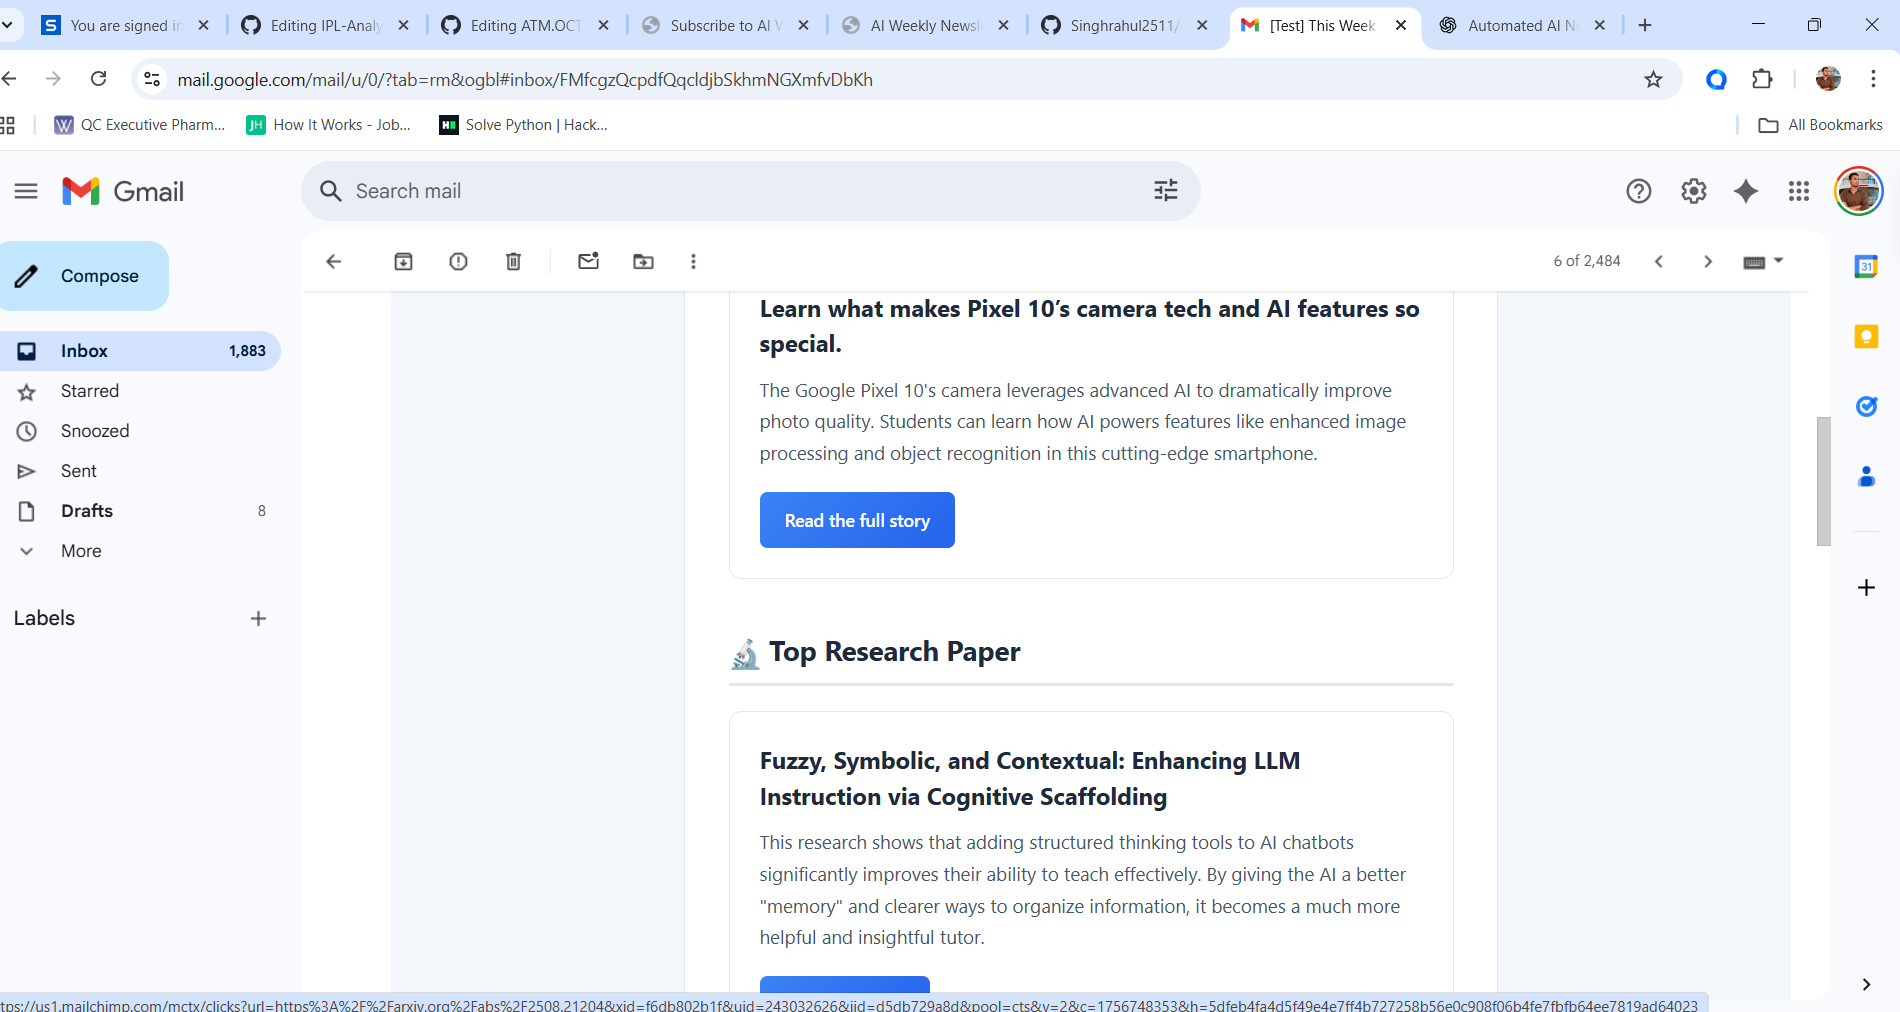 You are signed in
Editing IPL-Analy
Editing ATM.OCT
Subscribe to AI W
AI Weekly Newsl
Singhrahul2511/
[Test] This Week
Automated AI N
mail.google.com/mail/u/0/?tab=rm&ogbl#inbox/FMfcgzQcpdfQqcldjbSkhmNGXmfvDbKh
QC Executive Pharm...
How It Works - Job...
Solve Python | Hack...
All Bookmarks
Gmail
Search mail
Compose
6 of 2,484
Inbox 1,883
Starred
Snoozed
Sent
Drafts 8
More
Labels
Learn what makes Pixel 10’s camera tech and AI features so
special.
The Google Pixel 10's camera leverages advanced AI to dramatically improve
photo quality. Students can learn how AI powers features like enhanced image
processing and object recognition in this cutting-edge smartphone.
Read the full story
Top Research Paper
Fuzzy, Symbolic, and Contextual: Enhancing LLM
Instruction via Cognitive Scaffolding
This research shows that adding structured thinking tools to AI chatbots
significantly improves their ability to teach effectively. By giving the AI a better
"memory" and clearer ways to organize information, it becomes a much more
helpful and insightful tutor.
tps://us1.mailchimp.com/mctx/clicks?url=https%3A%2F%2Farxiv.org%2Fabs%2F2508.21204&xid=f6db802b1f&uid=243032626&iid=d5db729a8d&pool=cts&v=2&c=1756748353&h=5dfeb4fa4d5f49e4e7ff4b727258b56e0c908f06b4fe7fbfb64ee7819ad64023
31